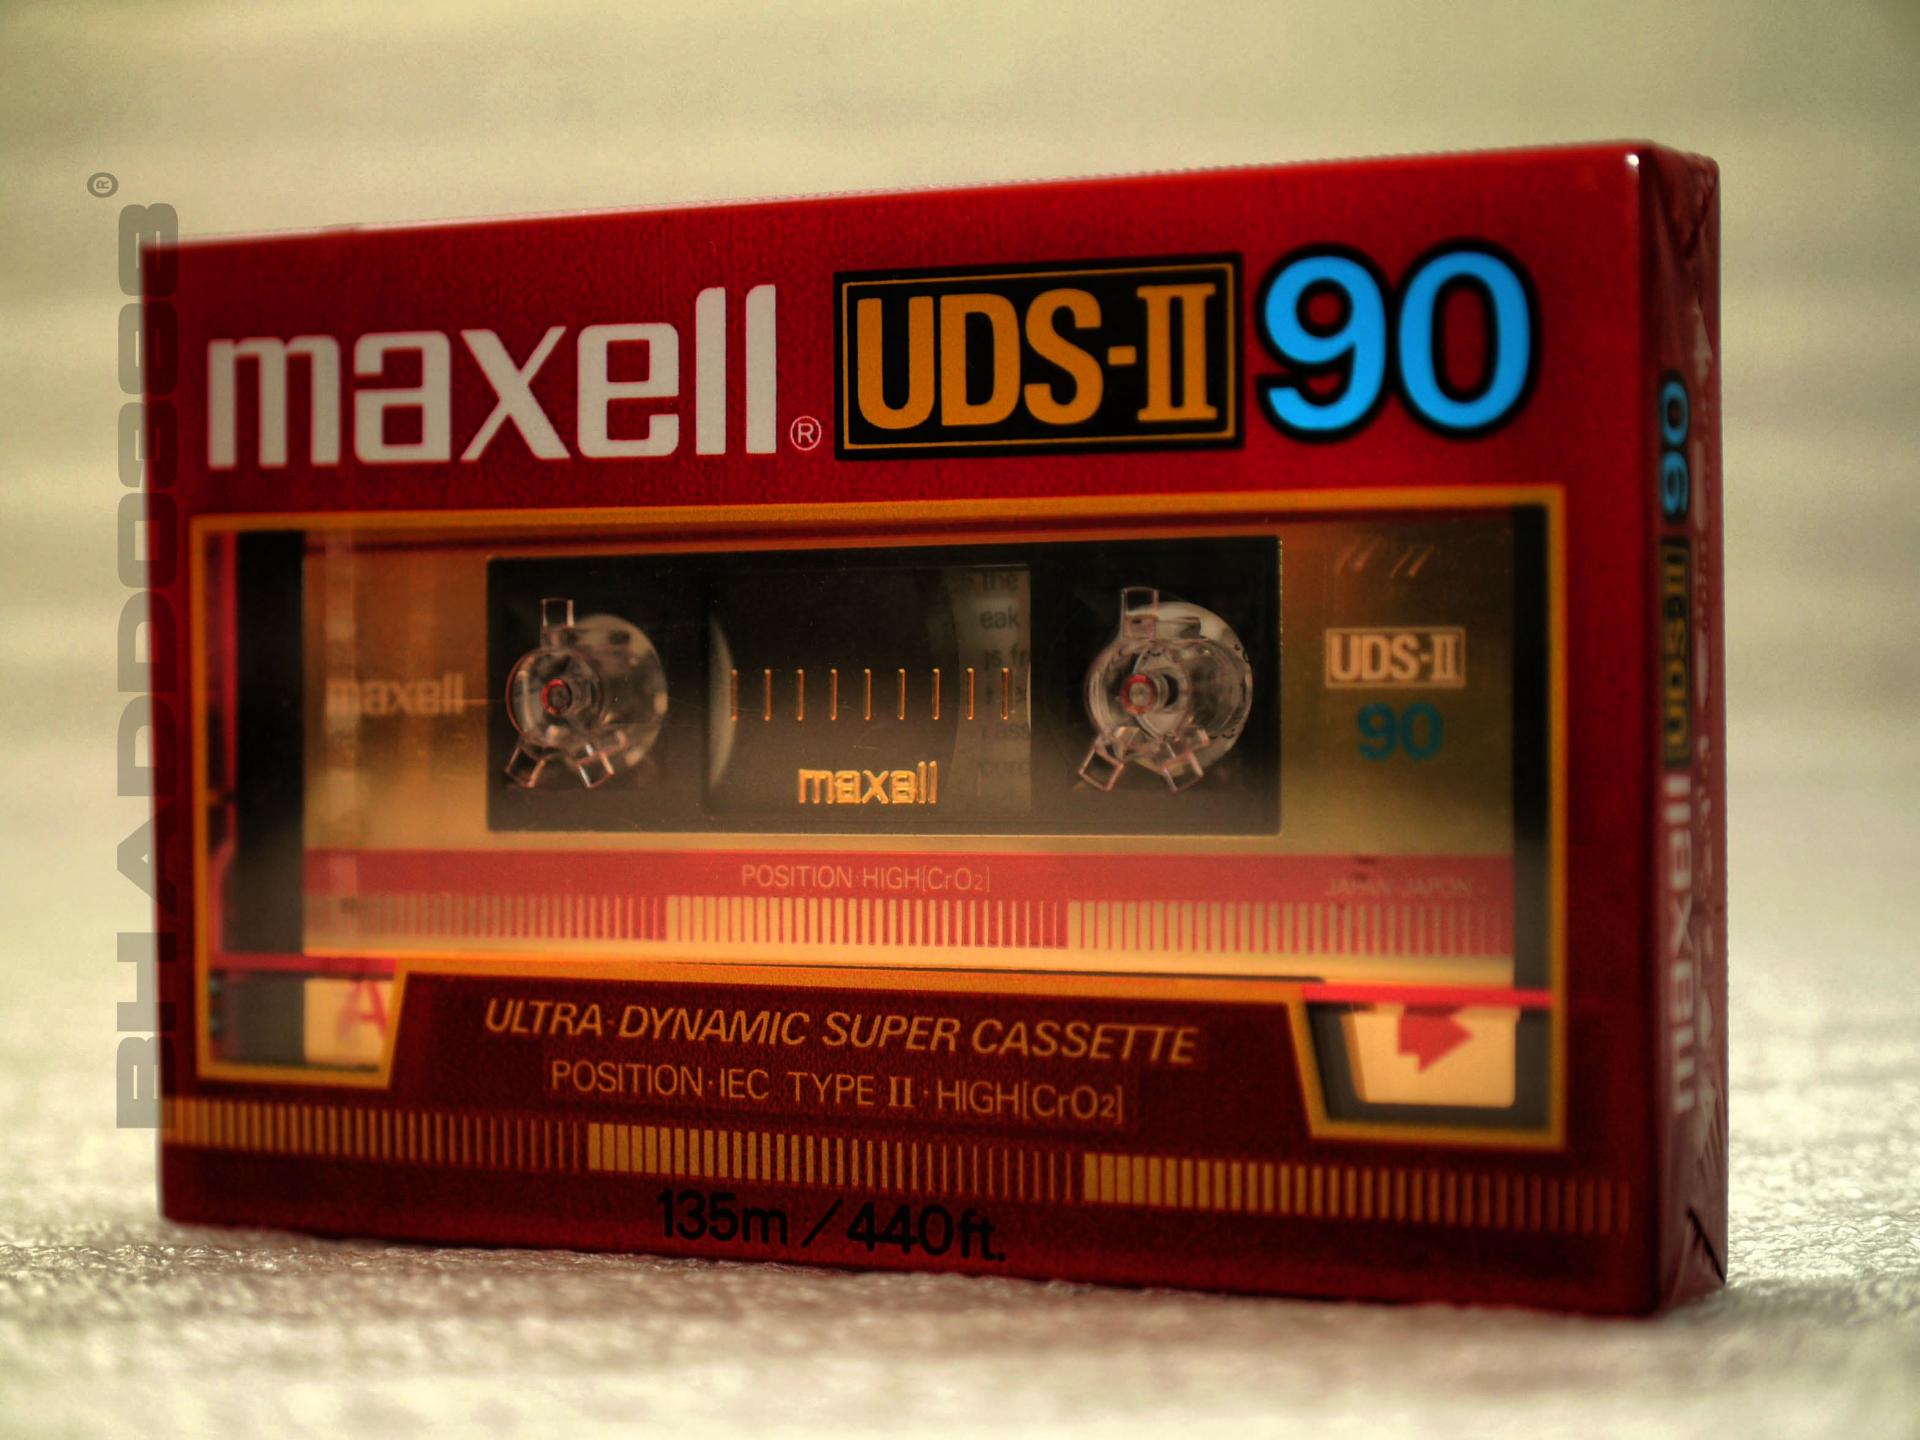 maxell® UDS-II 90
maxell
UDS-II
90
maxell
POSITION·HIGH[CrO2]
JAPAN JAPON
A
ULTRA·DYNAMIC SUPER CASSETTE
POSITION·IEC TYPE II·HIGH[CrO2]
135m / 440ft.
maxell UDS-II 90
BHADD3383®